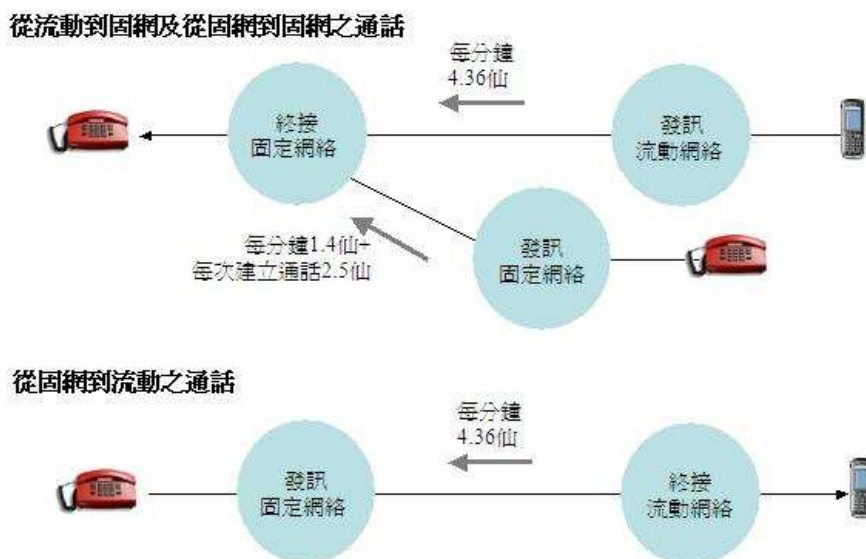 從流動到固網及從固網到固網之通話
每分鐘
4.36仙
終接
固定網絡
發訊
流動網絡
每分鐘1.4仙+
每次建立通話2.5仙
發訊
固定網絡
從固網到流動之通話
每分鐘
4.36仙
發訊
固定網絡
終接
流動網絡